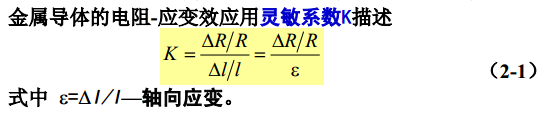 金属导体的电阻-应变效应用灵敏系数K描述
K = (ΔR/R)/(Δl/l) = (ΔR/R)/ε （2-1）
式中 ε=Δl/l—轴向应变。